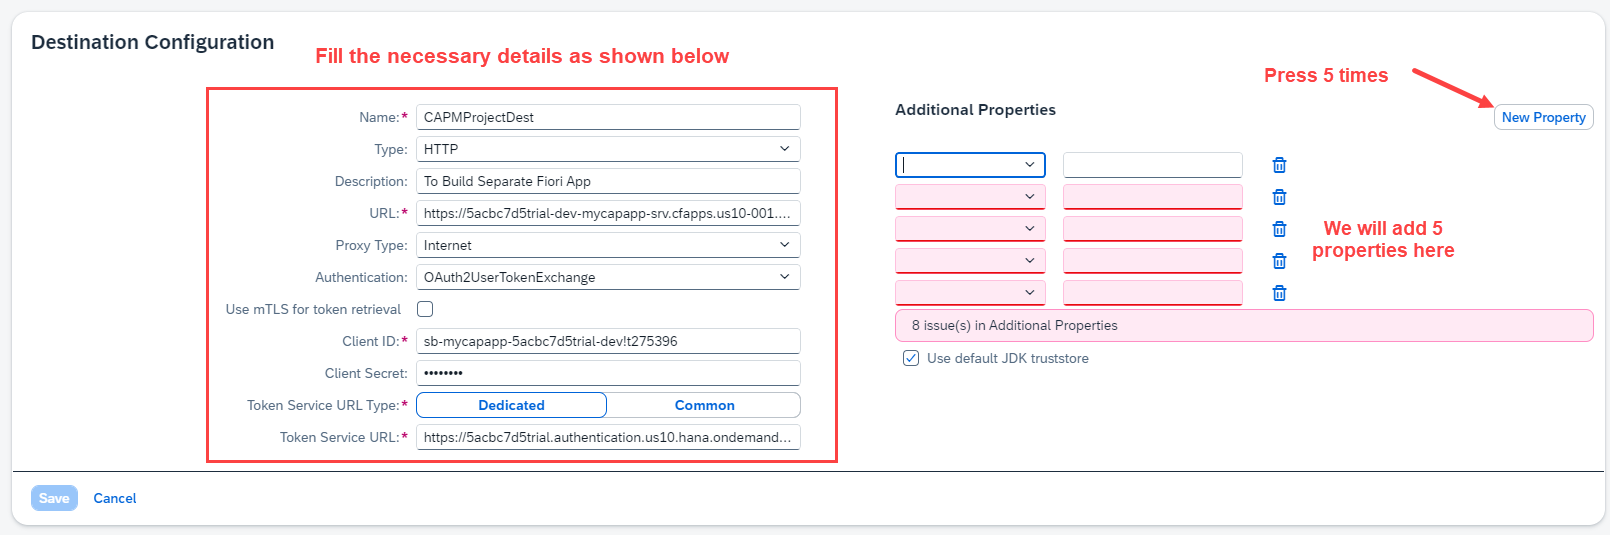 Destination Configuration
Fill the necessary details as shown below
Press 5 times
Name:* CAPMProjectDest
Type: HTTP
Description: To Build Separate Fiori App
URL:* https://5acbc7d5trial-dev-mycapapp-srv.cfapps.us10-001....
Proxy Type: Internet
Authentication: OAuth2UserTokenExchange
Use mTLS for token retrieval
Client ID:* sb-mycapapp-5acbc7d5trial-dev!t275396
Client Secret: ••••••••
Token Service URL Type:* Dedicated Common
Token Service URL:* https://5acbc7d5trial.authentication.us10.hana.ondemand...
Additional Properties
New Property
We will add 5
properties here
8 issue(s) in Additional Properties
Use default JDK truststore
Save Cancel